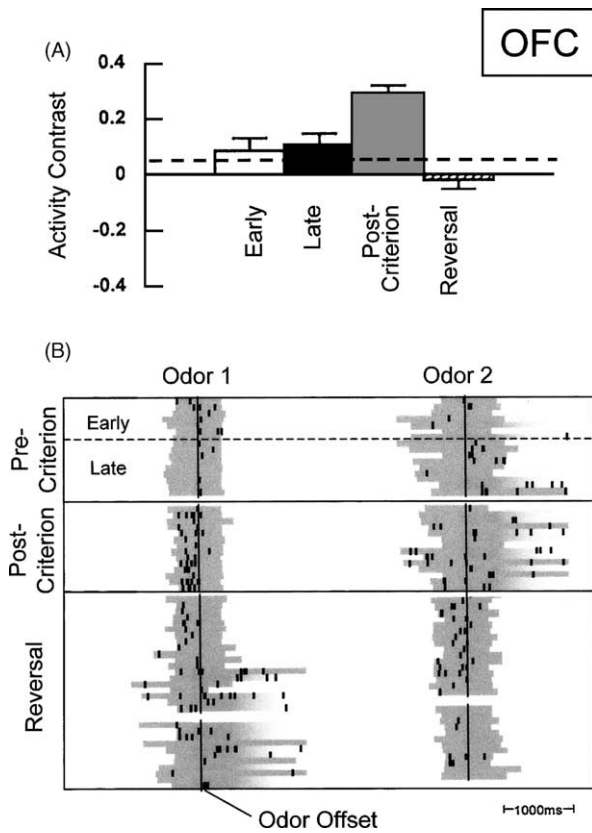 (A)
OFC
0.4
0.2
0
-0.2
-0.4
Activity Contrast
Early
Late
Post-
Criterion
Reversal
(B)
Odor 1
Odor 2
Pre-
Criterion
Early
Late
Post-
Criterion
Reversal
Odor Offset
1000ms